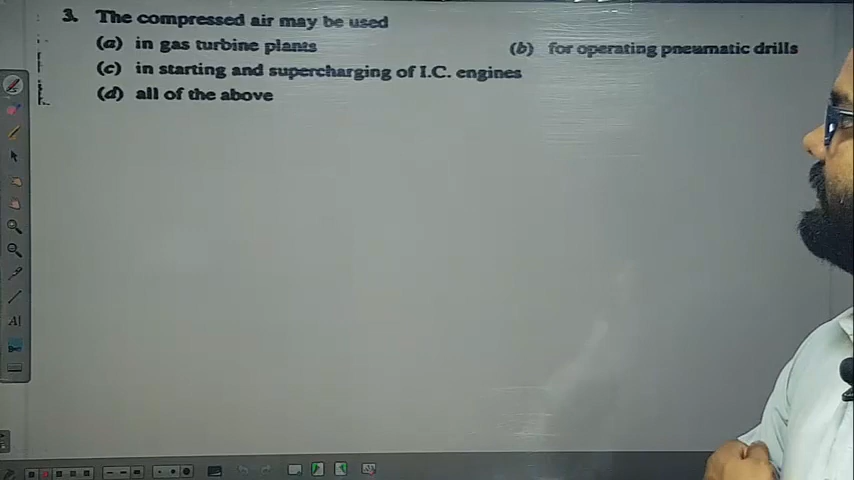 3. The compressed air may be used
(a) in gas turbine plants (b) for operating pneumatic drills
(c) in starting and supercharging of I.C. engines
(d) all of the above
A|